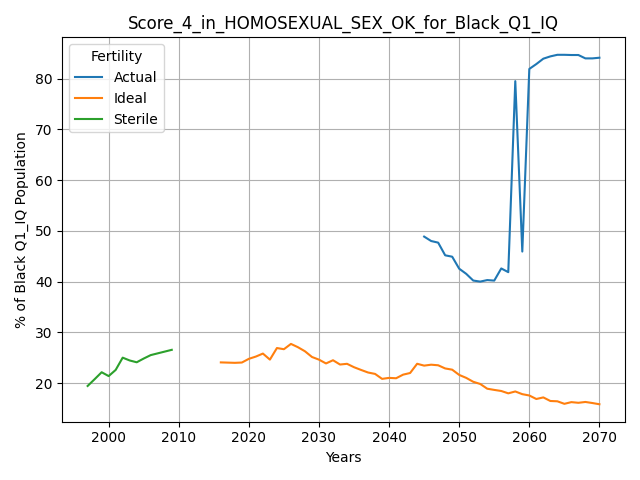 Score_4_in_HOMOSEXUAL_SEX_OK_for_Black_Q1_IQ
Fertility
Actual
Ideal
Sterile
% of Black Q1_IQ Population
80
70
60
50
40
30
20
2000 2010 2020 2030 2040 2050 2060 2070
Years